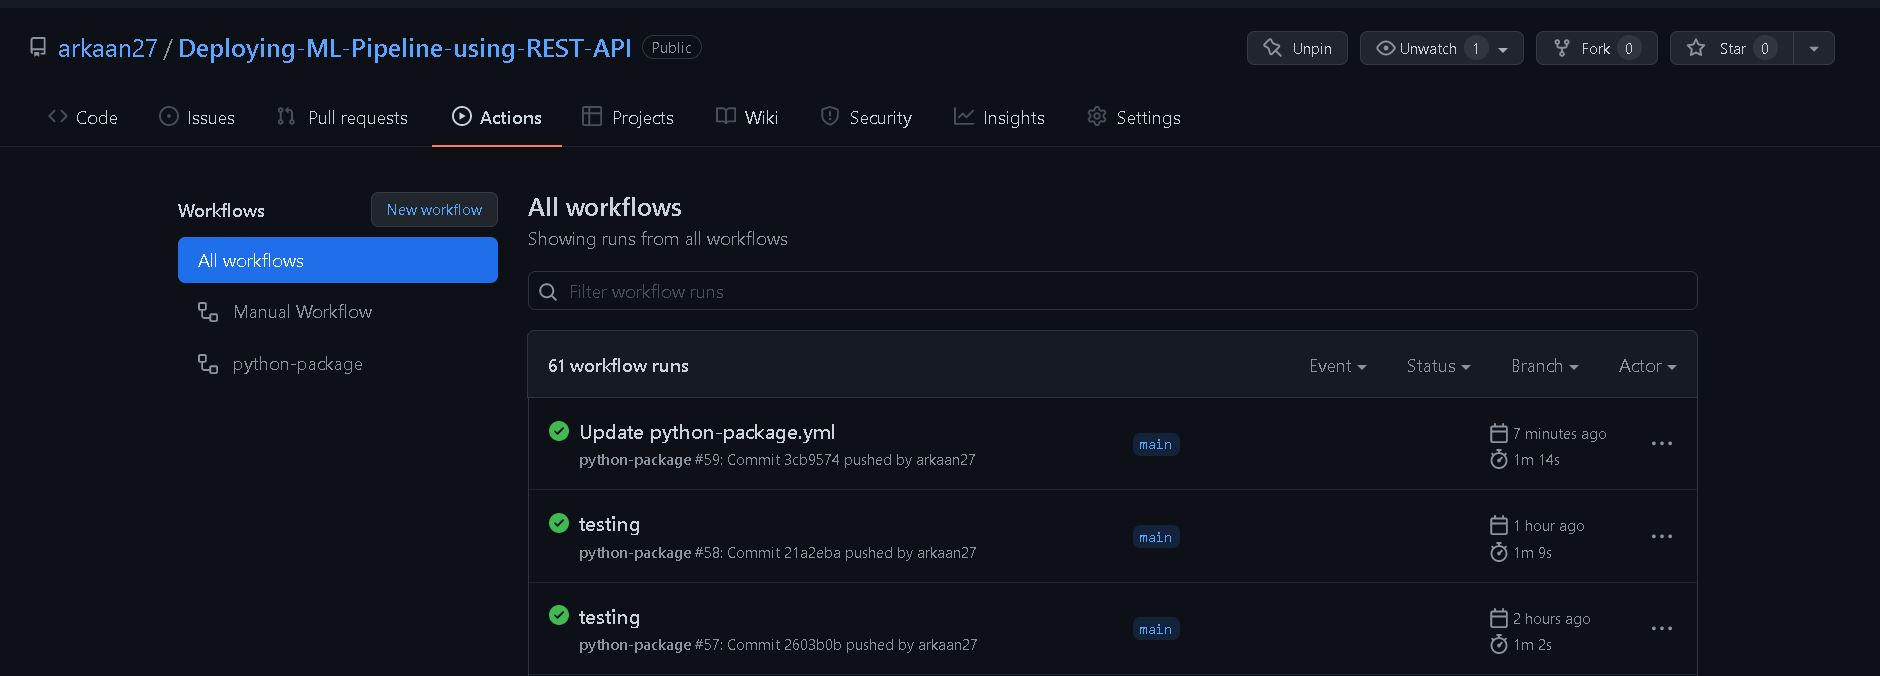 arkaan27 / Deploying-ML-Pipeline-using-REST-API Public Unpin Unwatch 1 Fork 0 Star 0
Code Issues Pull requests Actions Projects Wiki Security Insights Settings
Workflows New workflow
All workflows
Manual Workflow
python-package
All workflows
Showing runs from all workflows
Filter workflow runs
61 workflow runs Event Status Branch Actor
Update python-package.yml main 7 minutes ago
python-package #59: Commit 3cb9574 pushed by arkaan27 1m 14s
testing main 1 hour ago
python-package #58: Commit 21a2eba pushed by arkaan27 1m 9s
testing main 2 hours ago
python-package #57: Commit 2603b0b pushed by arkaan27 1m 2s